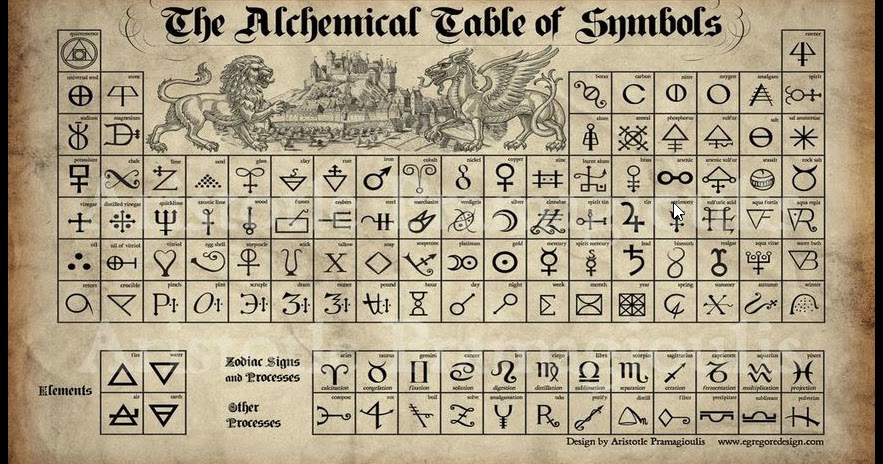 The Alchemical Table of Symbols
quintessence essence
universal seed stone borax carbon nitre oxygen amalgam spirit
sodium magnesium alum phosphorus sulfur salt sal ammoniac
potassium chalk lime sand glass clay rust iron cobalt nickel copper zinc burnt alum brass arsenic arsenic sulfur rock salt
vinegar distilled vinegar quicklime caustic lime wood fumes embers steel marchasite verdigris silver cinnabar spirit tin tin antimony sulfuric acid aqua fortis aqua regia
oil oil of vitriol vitriol egg shell verjuice wick tallow soap soapstone platinum gold mercury spirit mercury lead bismuth realgar aqua vitae water bath
retort crucible pinch pint scruple dram ounce pound hour day night week month year spring summer autumn winter
fire water
aries taurus gemini cancer leo virgo libra scorpio sagittarius capricorn aquarius pisces
Zodiac Signs
and Processes
calcination congelation fixation solution digestion distillation sublimation separation ceration fermentation multiplication projection
Elements
air earth
compose rot boil solve amalgamation take purify distill filter precipitate sublimate pulverize
Other
Processes
Design by Aristotle Pramagioulis www.egregoredesign.com
Aristotle Pramagioulis